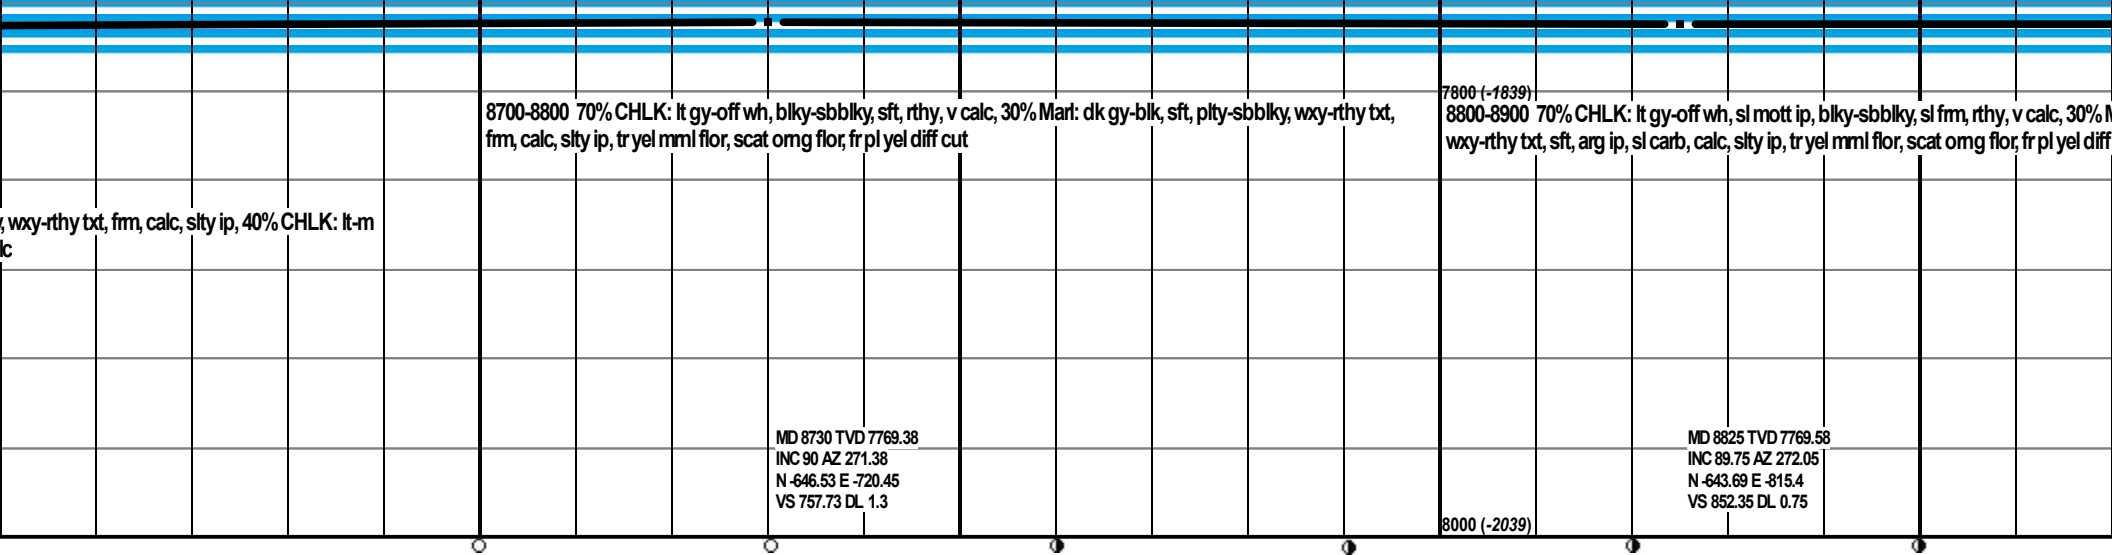 8700-8800 70% CHLK: lt gy-off wh, blky-sbblky, sft, rthy, v calc, 30% Marl: dk gy-blk, sft, plty-sbblky, wxy-rthy txt,
frm, calc, slty ip, tr yel mrnl flor, scat orng flor, fr pl yel diff cut
7800 (-1839)
8800-8900 70% CHLK: lt gy-off wh, sl mott ip, blky-sbblky, sl frm, rthy, v calc, 30%
wxy-rthy txt, sft, arg ip, sl carb, calc, slty ip, tr yel mrnl flor, scat orng flor, fr pl yel diff
, wxy-rthy txt, frm, calc, slty ip, 40% CHLK: lt-m
lc
MD 8730 TVD 7769.38
INC 90 AZ 271.38
N -646.53 E -720.45
VS 757.73 DL 1.3
MD 8825 TVD 7769.58
INC 89.75 AZ 272.05
N -643.69 E -815.4
VS 852.35 DL 0.75
8000 (-2039)